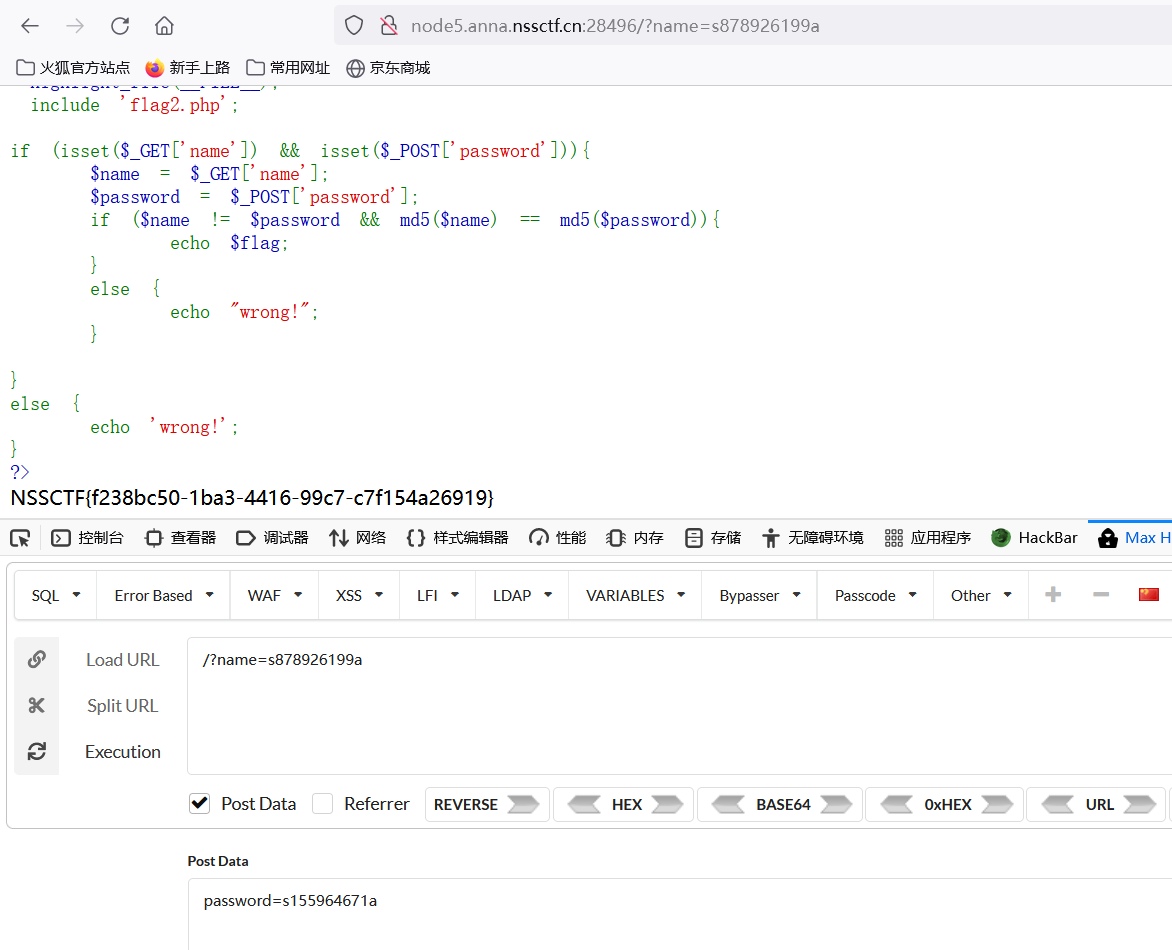 node5.anna.nssctf.cn:28496/?name=s878926199a
火狐官方站点 新手上路 常用网址 京东商城
highlight_file(__FILE__);
include 'flag2.php';
if (isset($_GET['name']) && isset($_POST['password'])){
$name = $_GET['name'];
$password = $_POST['password'];
if ($name != $password && md5($name) == md5($password)){
echo $flag;
}
else {
echo "wrong!";
}
}
else {
echo 'wrong!';
}
?>
NSSCTF{f238bc50-1ba3-4416-99c7-c7f154a26919}
控制台 查看器 调试器 网络 样式编辑器 性能 内存 存储 无障碍环境 应用程序 HackBar Max H
SQL Error Based WAF XSS LFI LDAP VARIABLES Bypasser Passcode Other
Load URL /?name=s878926199a
Split URL
Execution
Post Data Referrer REVERSE HEX BASE64 0xHEX URL
Post Data
password=s155964671a